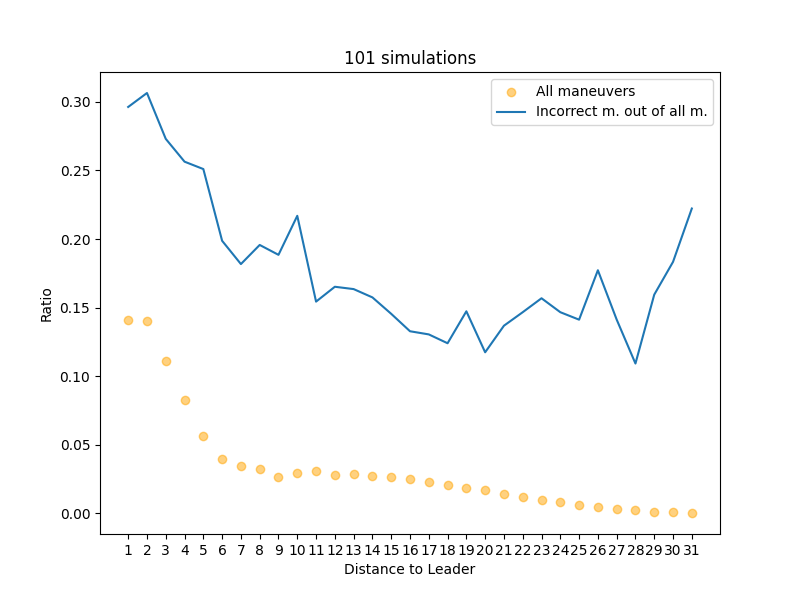 101 simulations
All maneuvers
Incorrect m. out of all m.
0.30
0.25
0.20
0.15
0.10
0.05
0.00
Ratio
1 2 3 4 5 6 7 8 9 10 11 12 13 14 15 16 17 18 19 20 21 22 23 24 25 26 27 28 29 30 31
Distance to Leader